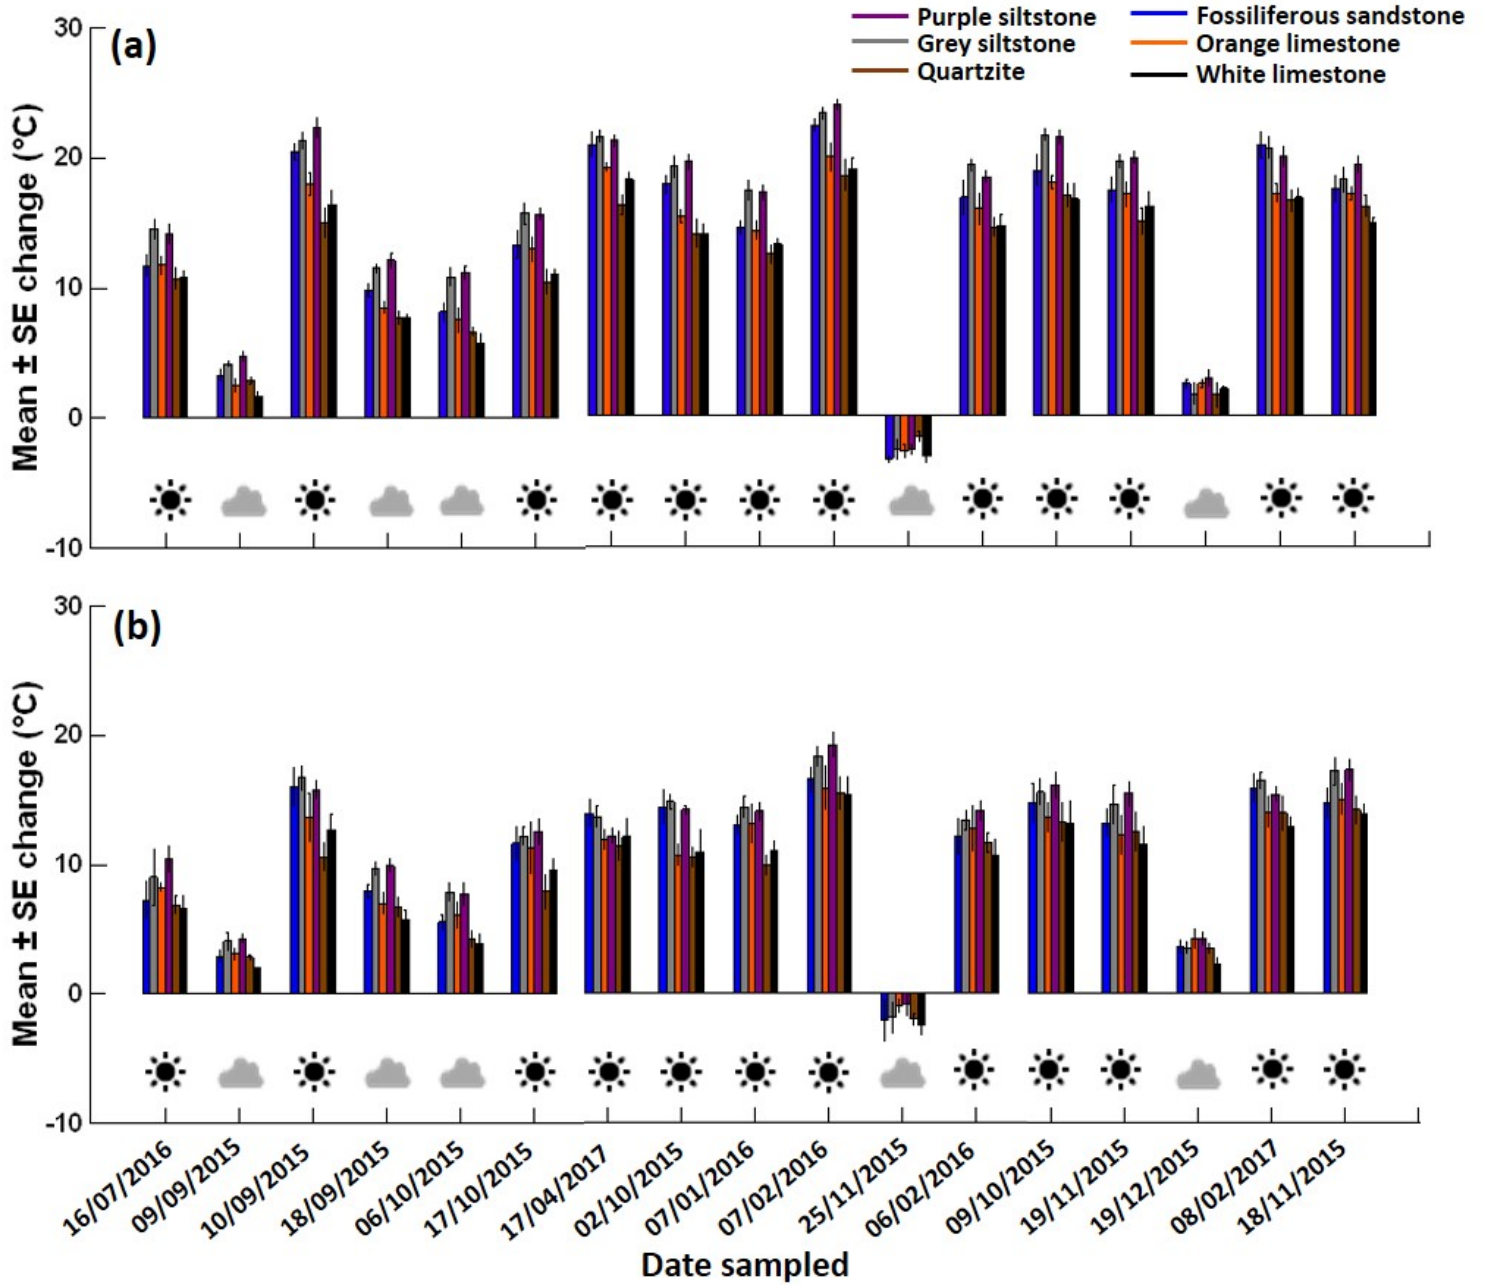 (a)
Purple siltstone
Grey siltstone
Quartzite
Fossiliferous sandstone
Orange limestone
White limestone
Mean ± SE change (°C)
30
20
10
0
-10
(b)
Mean ± SE change (°C)
30
20
10
0
-10
16/07/2016
09/09/2015
10/09/2015
18/09/2015
06/10/2015
17/10/2015
17/04/2017
02/10/2015
07/01/2016
07/02/2016
25/11/2015
06/02/2016
09/10/2015
19/11/2015
19/12/2015
08/02/2017
18/11/2015
Date sampled